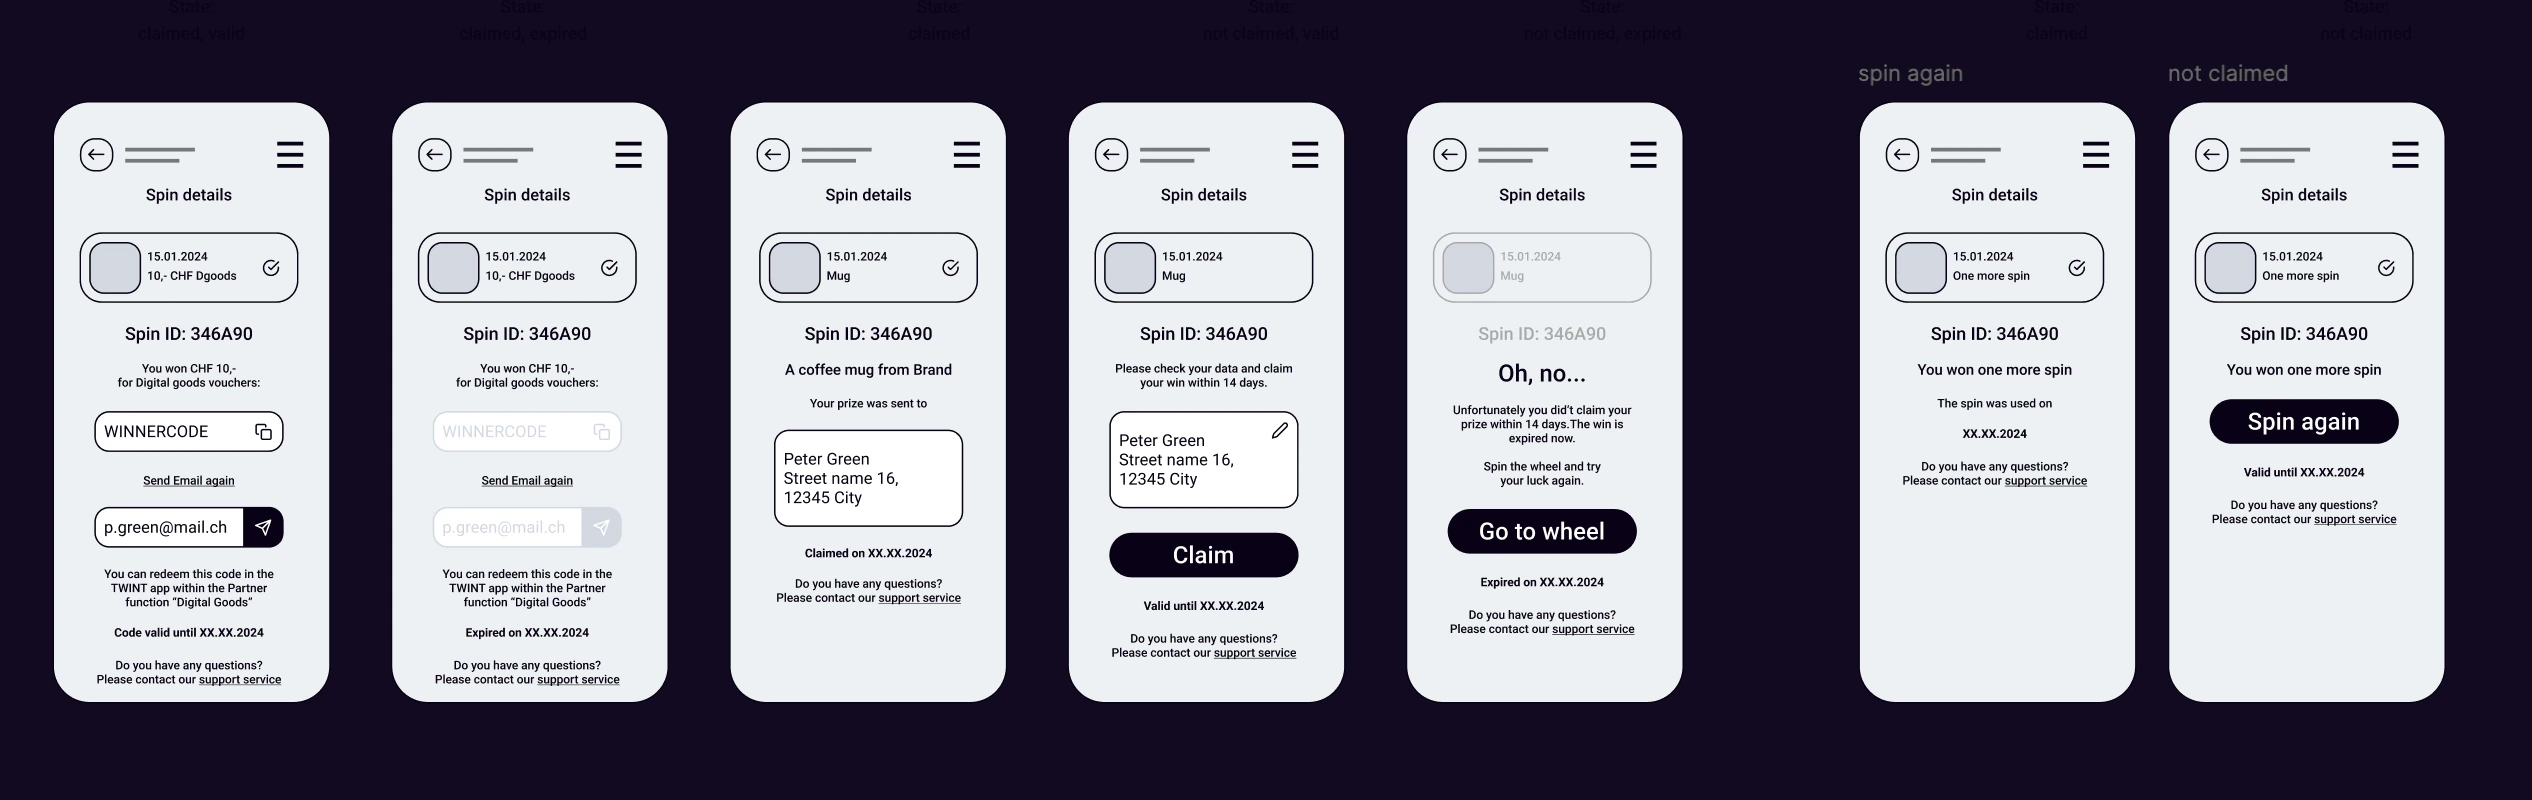 State:
claimed, valid
State:
claimed, expired
State:
claimed
State:
not claimed, valid
State:
not claimed, expired
State:
claimed
State:
not claimed
spin again
not claimed
Spin details
15.01.2024
10,- CHF Dgoods
Spin ID: 346A90
You won CHF 10,-
for Digital goods vouchers:
WINNERCODE
Send Email again
p.green@mail.ch
You can redeem this code in the
TWINT app within the Partner
function “Digital Goods”
Code valid until XX.XX.2024
Do you have any questions?
Please contact our support service
Spin details
15.01.2024
10,- CHF Dgoods
Spin ID: 346A90
You won CHF 10,-
for Digital goods vouchers:
WINNERCODE
Send Email again
p.green@mail.ch
You can redeem this code in the
TWINT app within the Partner
function “Digital Goods”
Expired on XX.XX.2024
Do you have any questions?
Please contact our support service
Spin details
15.01.2024
Mug
Spin ID: 346A90
A coffee mug from Brand
Your prize was sent to
Peter Green
Street name 16,
12345 City
Claimed on XX.XX.2024
Do you have any questions?
Please contact our support service
Spin details
15.01.2024
Mug
Spin ID: 346A90
Please check your data and claim
your win within 14 days.
Peter Green
Street name 16,
12345 City
Claim
Valid until XX.XX.2024
Do you have any questions?
Please contact our support service
Spin details
15.01.2024
Mug
Spin ID: 346A90
Oh, no...
Unfortunately you did’t claim your
prize within 14 days.The win is
expired now.
Spin the wheel and try
your luck again.
Go to wheel
Expired on XX.XX.2024
Do you have any questions?
Please contact our support service
Spin details
15.01.2024
One more spin
Spin ID: 346A90
You won one more spin
The spin was used on
XX.XX.2024
Do you have any questions?
Please contact our support service
Spin details
15.01.2024
One more spin
Spin ID: 346A90
You won one more spin
Spin again
Valid until XX.XX.2024
Do you have any questions?
Please contact our support service